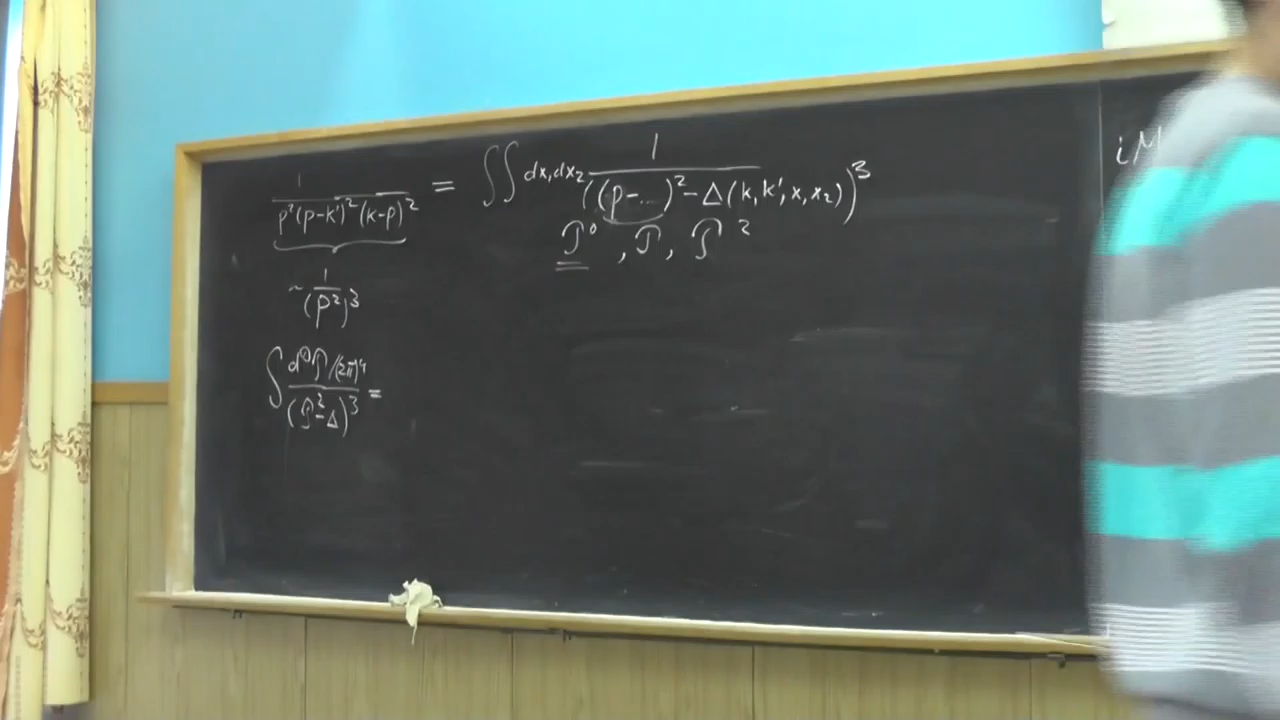 1/(p²(p-k')²(k-p)²) = ∬dx₁dx₂ 1/((p-...)²-Δ(k,k',x,x₂))³
𝒫⁰, 𝒫, 𝒫²
~ 1/(p²)³
∫ d⁴𝒫/(2π)⁴ / (𝒫²-Δ)³ =
iM